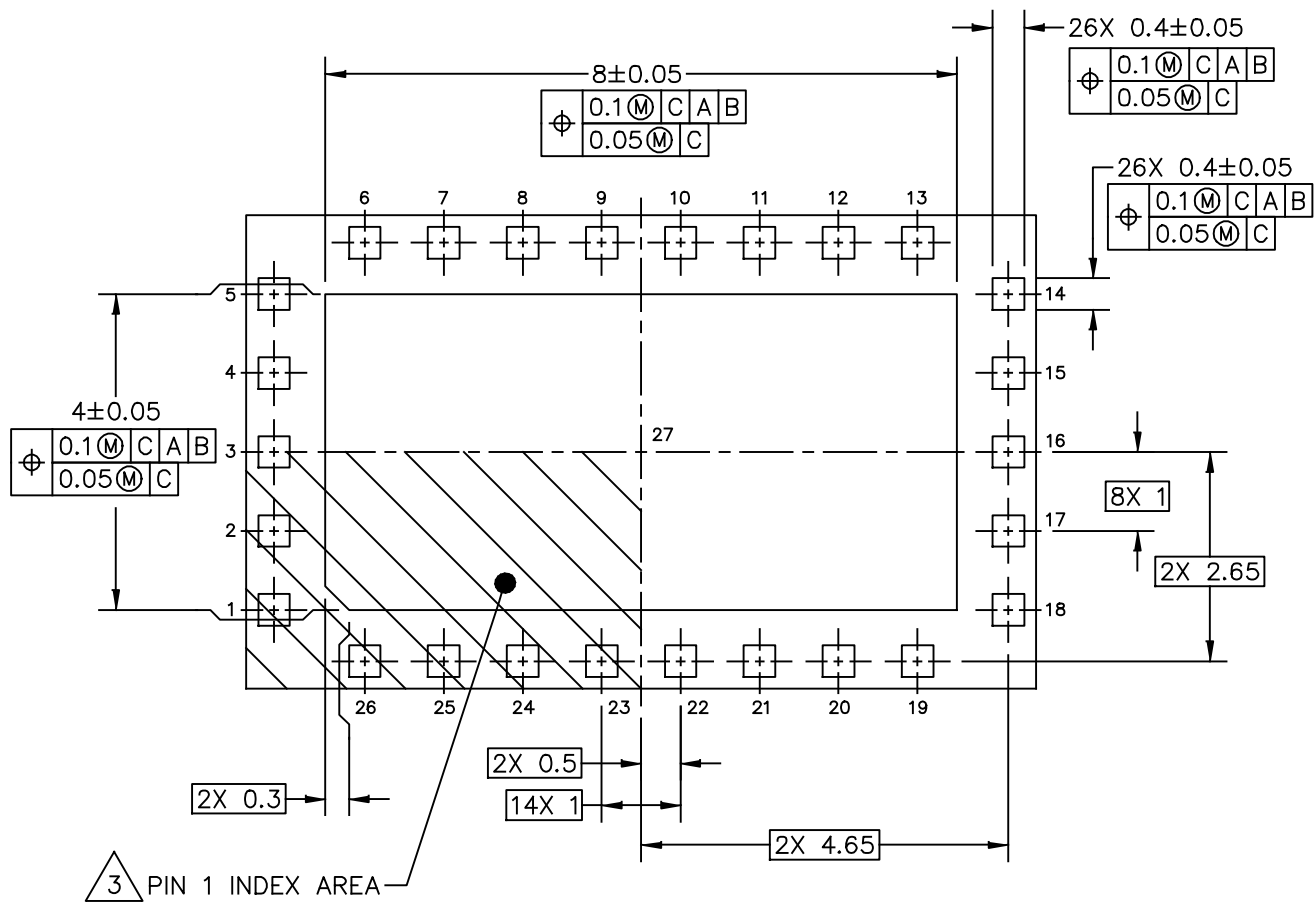 26X 0.4±0.05
⌖ 0.1Ⓜ C A B
0.05Ⓜ C
8±0.05
⌖ 0.1Ⓜ C A B
0.05Ⓜ C
26X 0.4±0.05
⌖ 0.1Ⓜ C A B
0.05Ⓜ C
6 7 8 9 10 11 12 13
5
14
4
15
4±0.05
⌖ 0.1Ⓜ C A B
0.05Ⓜ C
3
27
16
8X 1
2
17
2X 2.65
1
18
26 25 24 23 22 21 20 19
2X 0.5
2X 0.3
14X 1
2X 4.65
3 PIN 1 INDEX AREA